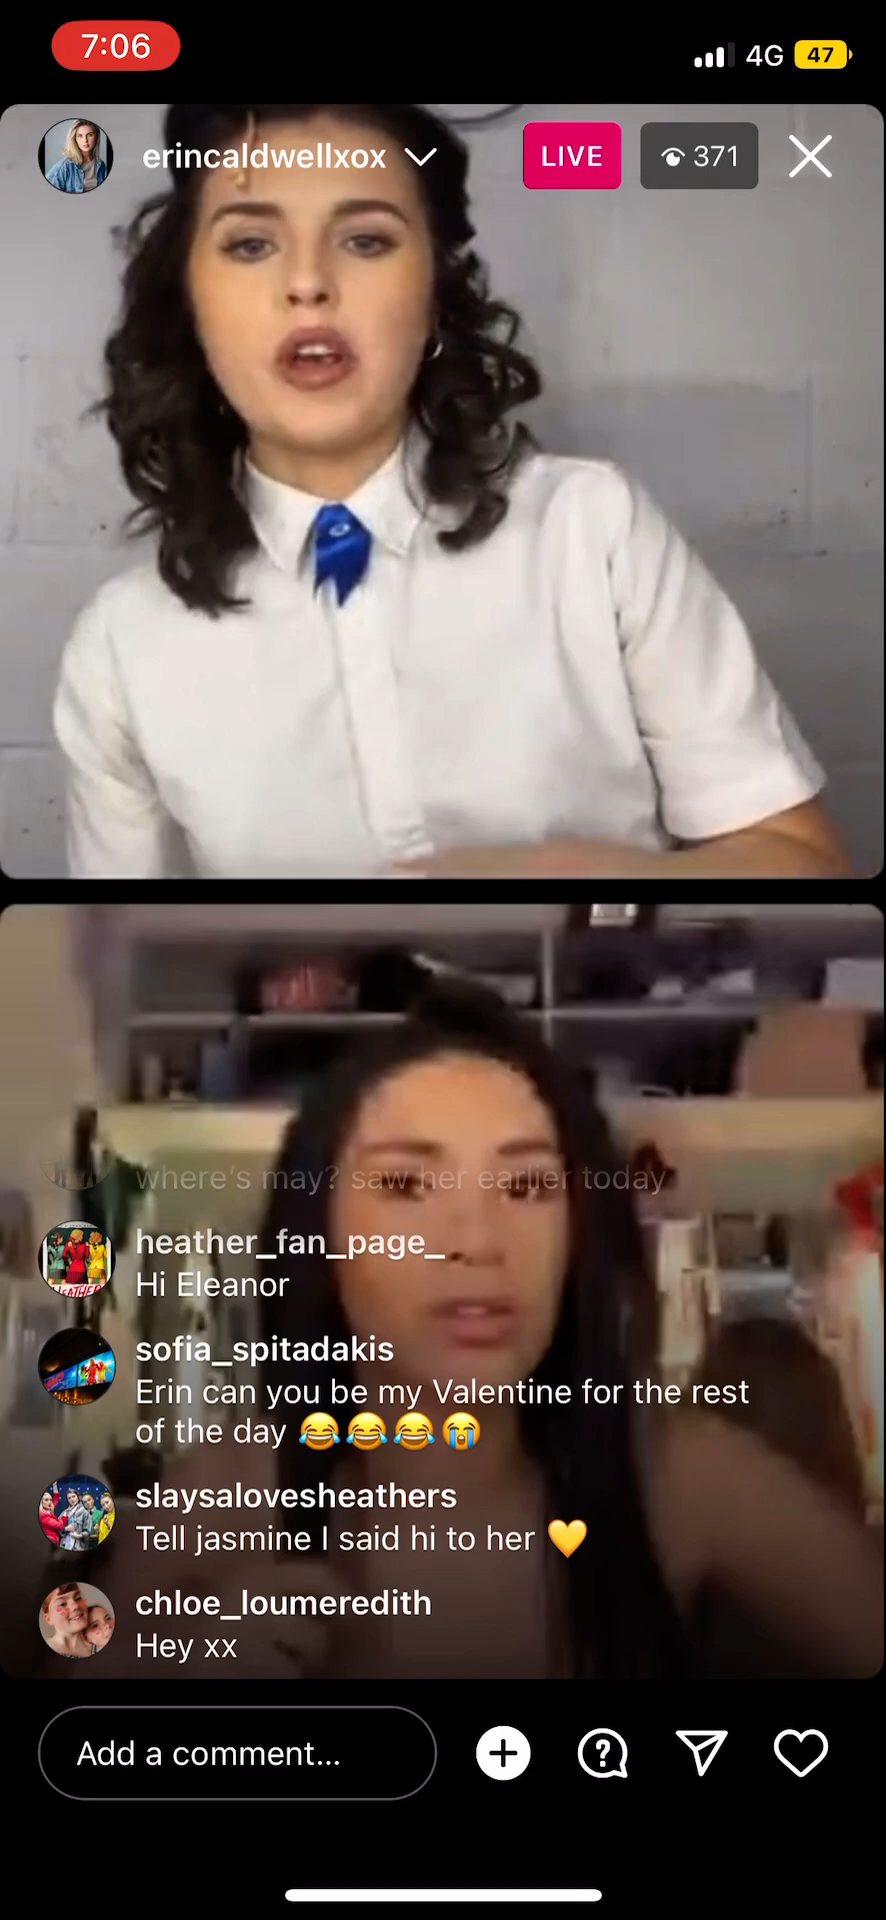 7:06
4G
47
erincaldwellxox
LIVE
371
where's may? saw her earlier today
heather_fan_page_
Hi Eleanor
sofia_spitadakis
Erin can you be my Valentine for the rest
of the day 😂😂😂😭
slaysalovesheathers
Tell jasmine I said hi to her 💛
chloe_loumeredith
Hey xx
Add a comment...